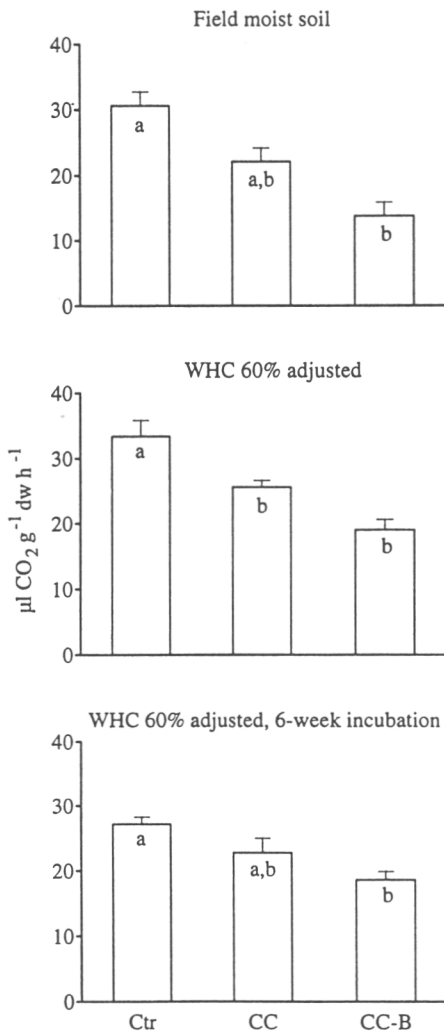 Field moist soil
40
30
20
10
0
a
a,b
b
WHC 60% adjusted
40
30
20
10
0
a
b
b
µl CO₂ g⁻¹ dw h⁻¹
WHC 60% adjusted, 6-week incubation
40
30
20
10
0
a
a,b
b
Ctr CC CC-B